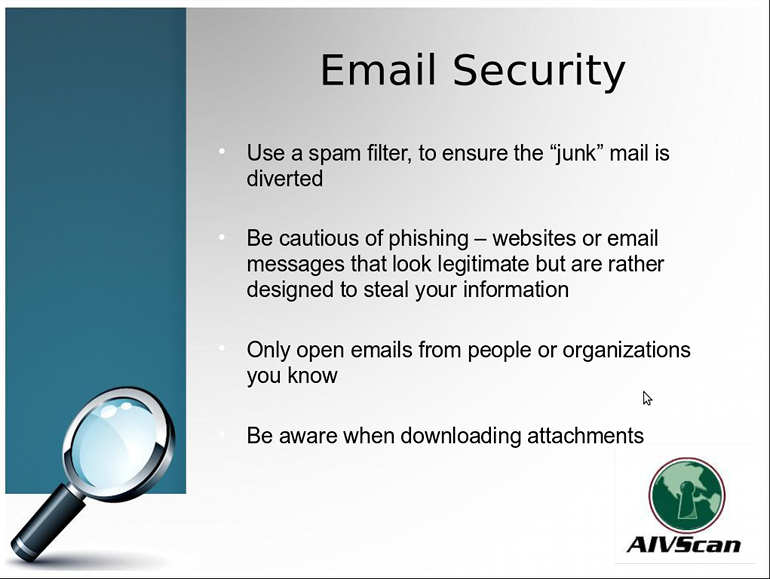 Email Security
Use a spam filter, to ensure the “junk” mail is
diverted
Be cautious of phishing – websites or email
messages that look legitimate but are rather
designed to steal your information
Only open emails from people or organizations
you know
Be aware when downloading attachments
AIVScan